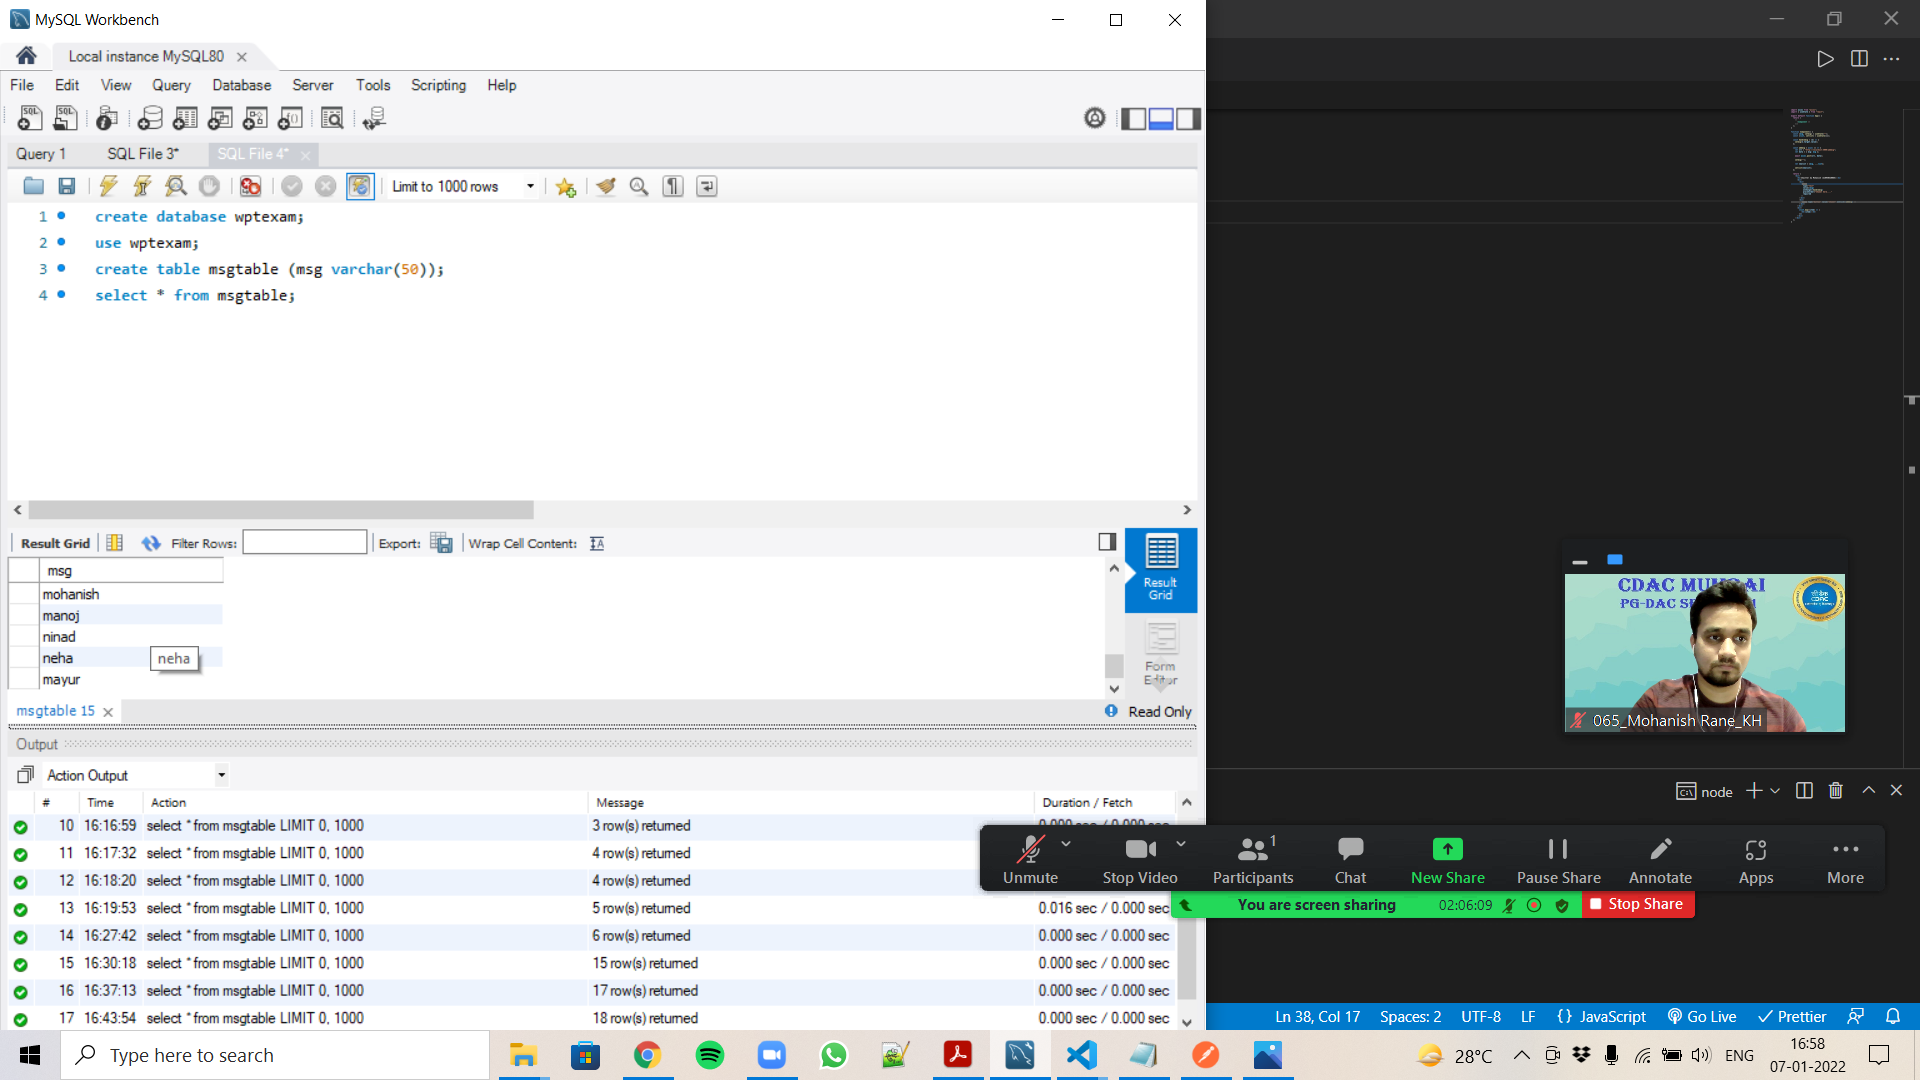 MySQL Workbench
Local instance MySQL80
File Edit View Query Database Server Tools Scripting Help
Query 1 SQL File 3* SQL File 4*
Limit to 1000 rows
1 create database wptexam;
2 use wptexam;
3 create table msgtable (msg varchar(50));
4 select * from msgtable;
Result Grid Filter Rows: Export: Wrap Cell Content:
msg
mohanish
manoj
ninad
neha
neha
mayur
Result
Grid
Form
Editor
msgtable 15
Read Only
Output
Action Output
# Time Action Message Duration / Fetch
10 16:16:59 select * from msgtable LIMIT 0, 1000 3 row(s) returned
11 16:17:32 select * from msgtable LIMIT 0, 1000 4 row(s) returned
12 16:18:20 select * from msgtable LIMIT 0, 1000 4 row(s) returned
13 16:19:53 select * from msgtable LIMIT 0, 1000 5 row(s) returned 0.016 sec / 0.000 sec
14 16:27:42 select * from msgtable LIMIT 0, 1000 6 row(s) returned 0.000 sec / 0.000 sec
15 16:30:18 select * from msgtable LIMIT 0, 1000 15 row(s) returned 0.000 sec / 0.000 sec
16 16:37:13 select * from msgtable LIMIT 0, 1000 17 row(s) returned 0.000 sec / 0.000 sec
17 16:43:54 select * from msgtable LIMIT 0, 1000 18 row(s) returned 0.000 sec / 0.000 sec
CDAC
PG-DAC
CDAC
065_Mohanish Rane_KH
node
Unmute Stop Video Participants 1 Chat New Share Pause Share Annotate Apps More
You are screen sharing 02:06:09 Stop Share
Ln 38, Col 17 Spaces: 2 UTF-8 LF {} JavaScript Go Live Prettier
Type here to search
28°C ENG 16:58
07-01-2022